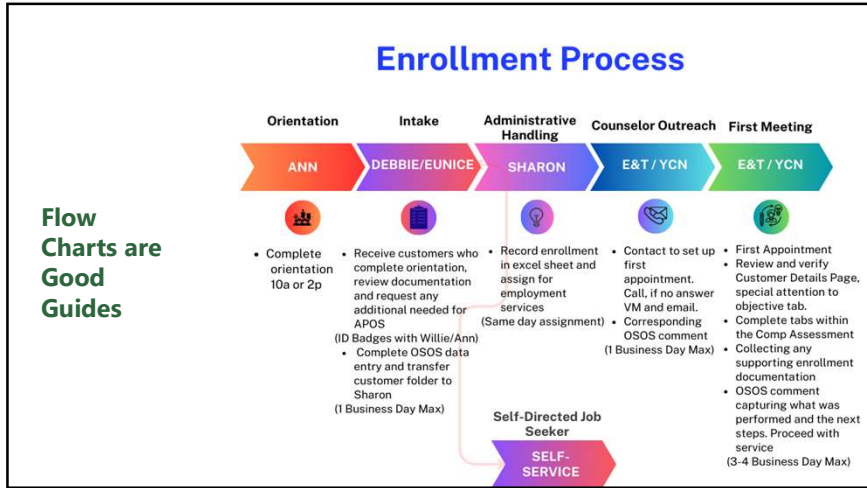 Enrollment Process
Flow
Charts are
Good
Guides
Orientation
ANN
• Complete
orientation
10a or 2p
Intake
DEBBIE/EUNICE
• Receive customers who
complete orientation,
review documentation
and request any
additional needed for
APOS
(ID Badges with Willie/Ann)
• Complete OSOS data
entry and transfer
customer folder to
Sharon
(1 Business Day Max)
Administrative
Handling
SHARON
• Record enrollment
in excel sheet and
assign for
employment
services
(Same day assignment)
Counselor Outreach
E&T / YCN
• Contact to set up
first
appointment.
Call, if no answer
VM and email.
• Corresponding
OSOS comment
(1 Business Day Max)
First Meeting
E&T / YCN
• First Appointment
• Review and verify
Customer Details Page,
special attention to
objective tab.
• Complete tabs within
the Comp Assessment
• Collecting any
supporting enrollment
documentation
• OSOS comment
capturing what was
performed and the next
steps. Proceed with
service
(3-4 Business Day Max)
Self-Directed Job
Seeker
SELF-
SERVICE